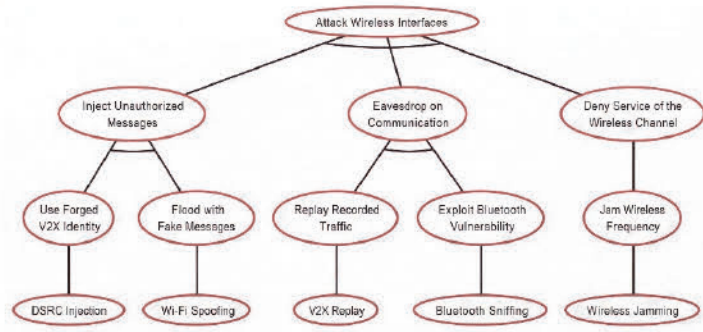 Attack Wireless Interfaces
Inject Unauthorized
Messages
Eavesdrop on
Communication
Deny Service of the
Wireless Channel
Use Forged
V2X Identity
Flood with
Fake Messages
Replay Recorded
Traffic
Exploit Bluetooth
Vulnerability
Jam Wireless
Frequency
DSRC Injection
Wi-Fi Spoofing
V2X Replay
Bluetooth Sniffing
Wireless Jamming